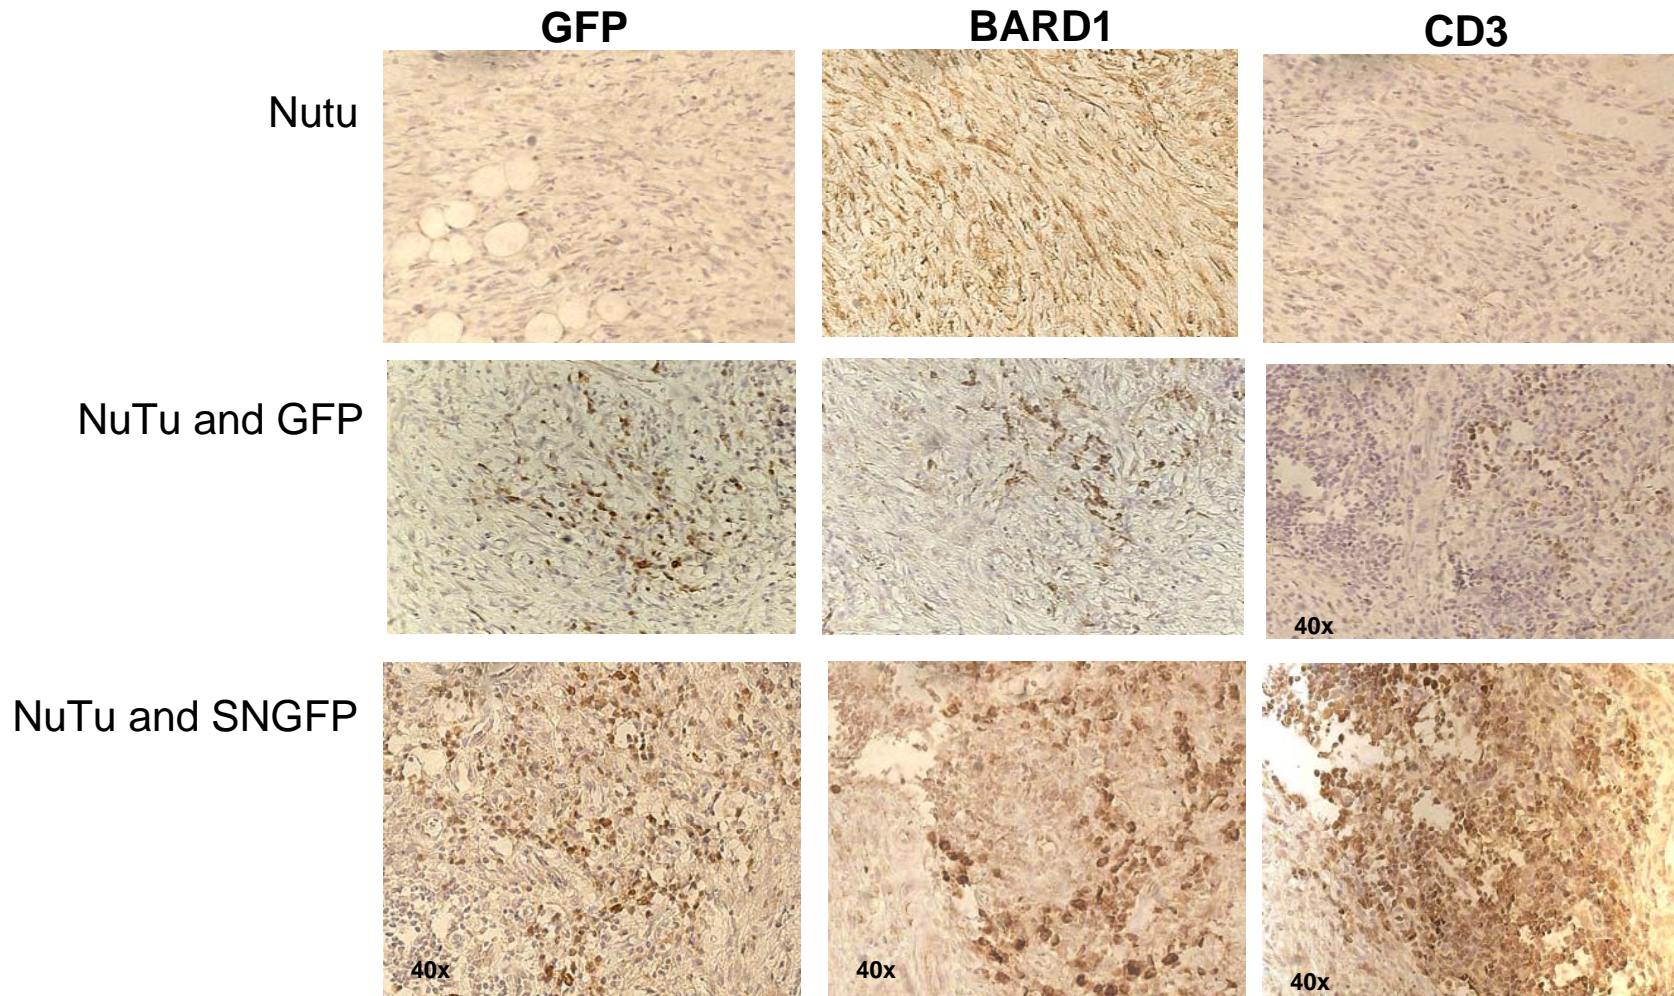 GFP BARD1 CD3
Nutu
NuTu and GFP
40x
NuTu and SNGFP
40x
40x
40x